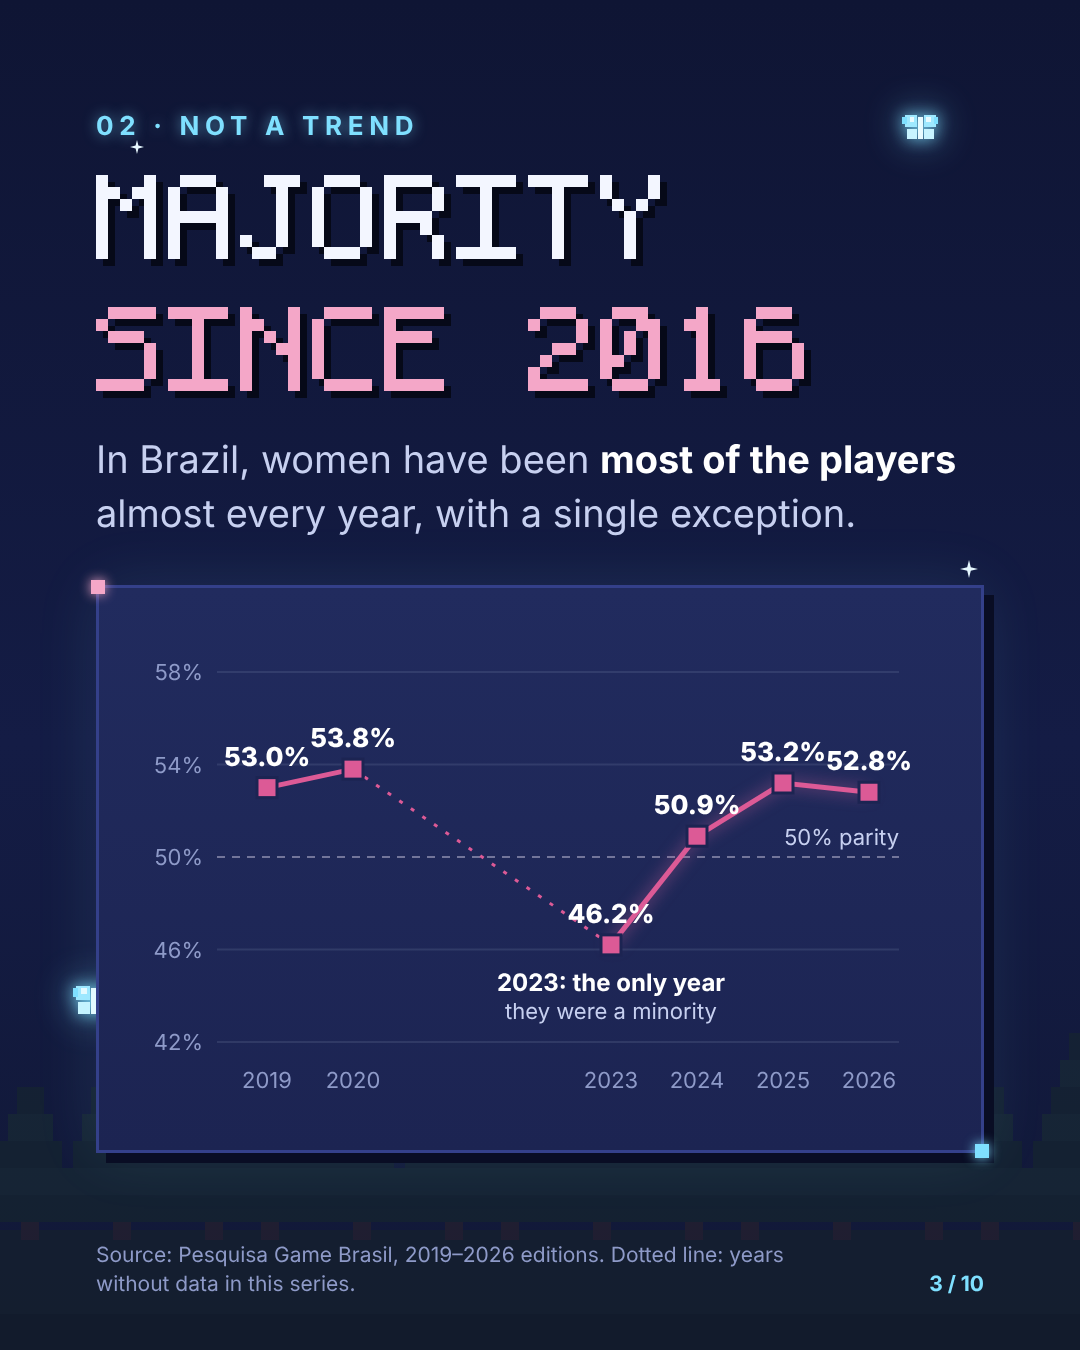 02 · NOT A TREND
MAJORITY
SINCE 2016
In Brazil, women have been most of the players
almost every year, with a single exception.
58%
54%
50%
46%
42%
53.0%
53.8%
46.2%
50.9%
53.2%
52.8%
50% parity
2023: the only year
they were a minority
2019 2020 2023 2024 2025 2026
Source: Pesquisa Game Brasil, 2019–2026 editions. Dotted line: years
without data in this series.
3 / 10